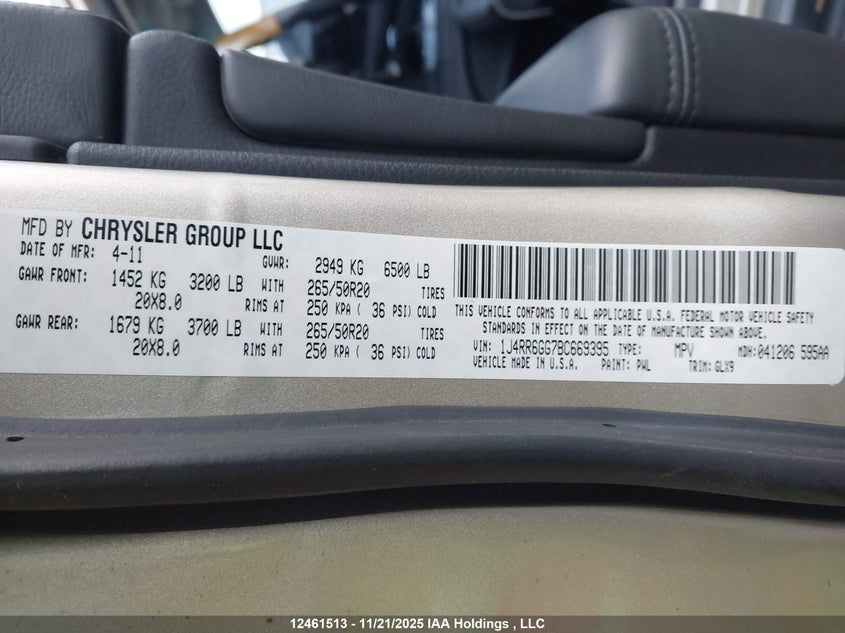 MFD BY CHRYSLER GROUP LLC
DATE OF MFR: 4-11 GVWR: 2949 KG 6500 LB
GAWR FRONT: 1452 KG 3200 LB WITH 265/50R20 TIRES
20X8.0 RIMS AT 250 KPA ( 36 PSI) COLD
GAWR REAR: 1679 KG 3700 LB WITH 265/50R20 TIRES
20X8.0 RIMS AT 250 KPA ( 36 PSI) COLD
THIS VEHICLE CONFORMS TO ALL APPLICABLE U.S.A. FEDERAL MOTOR VEHICLE SAFETY
STANDARDS IN EFFECT ON THE DATE OF MANUFACTURE SHOWN ABOVE.
VIN: 1J4RR6GG7BC669395 TYPE: MPV MDH: 041206 595AA
VEHICLE MADE IN U.S.A. PAINT: PWL TRIM: GLX9
12461513 - 11/21/2025 IAA Holdings , LLC